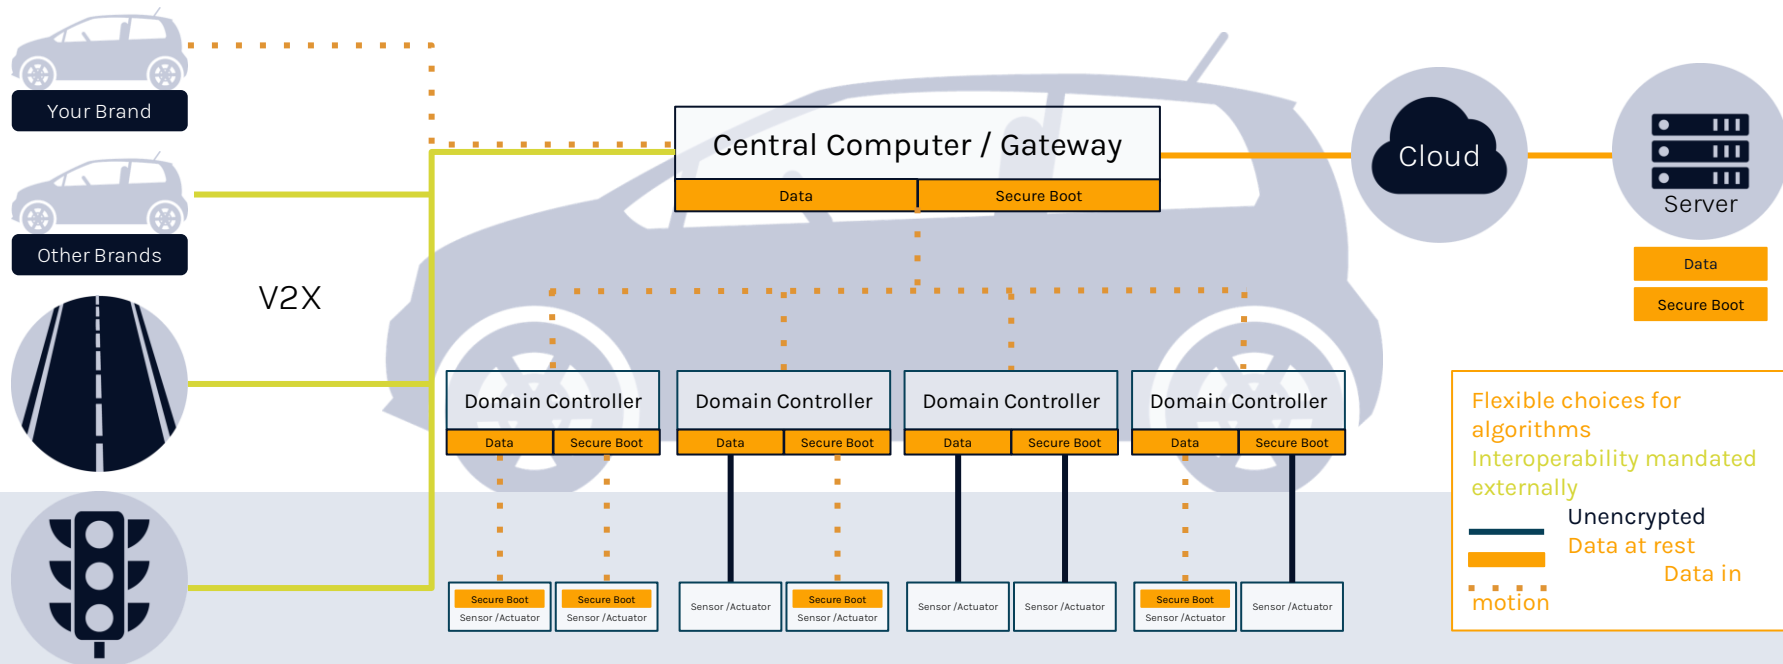 Your Brand
Other Brands
V2X
Central Computer / Gateway
Data
Secure Boot
Cloud
Server
Data
Secure Boot
Domain Controller
Data
Secure Boot
Domain Controller
Data
Secure Boot
Domain Controller
Data
Secure Boot
Domain Controller
Data
Secure Boot
Secure Boot
Sensor /Actuator
Secure Boot
Sensor /Actuator
Sensor /Actuator
Secure Boot
Sensor /Actuator
Sensor /Actuator
Sensor /Actuator
Secure Boot
Sensor /Actuator
Sensor /Actuator
Flexible choices for
algorithms
Interoperability mandated
externally
Unencrypted
Data at rest
Data in
motion